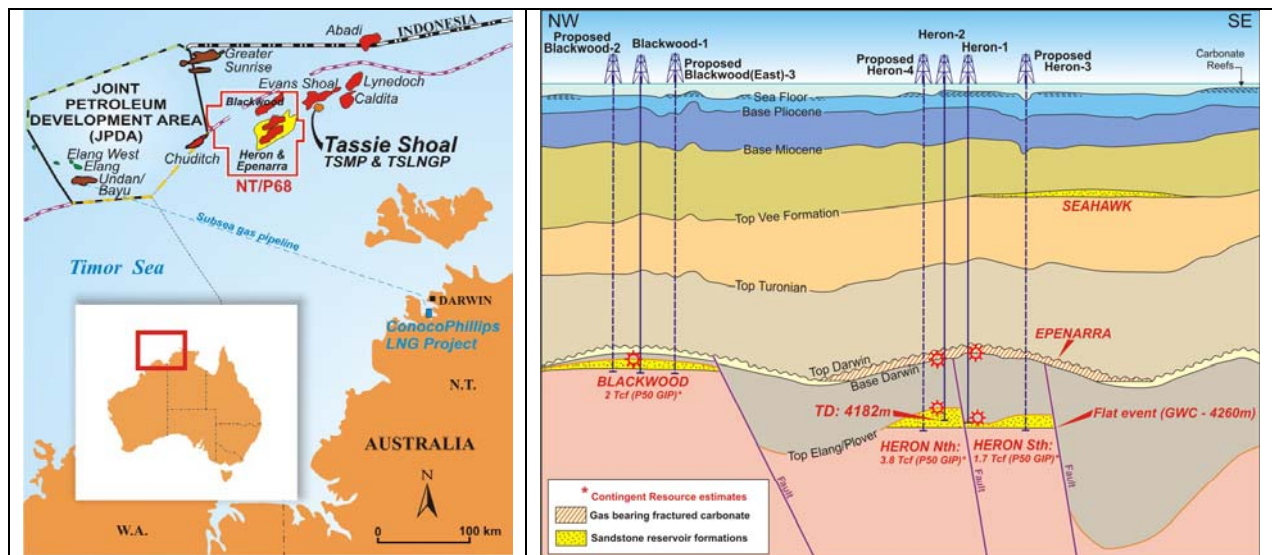 Abadi
INDONESIA
Greater
Sunrise
Evans Shoal
Lynedoch
Blackwood
Caldita
JOINT
PETROLEUM
DEVELOPMENT AREA
(JPDA)
Tassie Shoal
TSMP & TSLNGP
Elang West
Elang
Undan/
Bayu
Chuditch
Heron &
Epenarra
NT/P68
Subsea gas pipeline
Timor Sea
DARWIN
ConocoPhillips
LNG Project
N.T.
AUSTRALIA
N
W.A.
0 100 km
NW
SE
Proposed
Blackwood-2
Blackwood-1
Proposed
Blackwood(East)-3
Heron-2
Heron-1
Proposed
Heron-4
Proposed
Heron-3
Carbonate
Reefs
Sea Floor
Base Pliocene
Base Miocene
SEAHAWK
Top Vee Formation
Top Turonian
EPENARRA
Top Darwin
Base Darwin
BLACKWOOD
2 Tcf (P50 GIP)*
TD: 4182m
Flat event (GWC - 4260m)
Top Elang/Plover
HERON Nth:
3.8 Tcf (P50 GIP)*
HERON Sth:
1.7 Tcf (P50 GIP)*
Fault
Fault
Fault
* Contingent Resource estimates
Gas bearing fractured carbonate
Sandstone reservoir formations